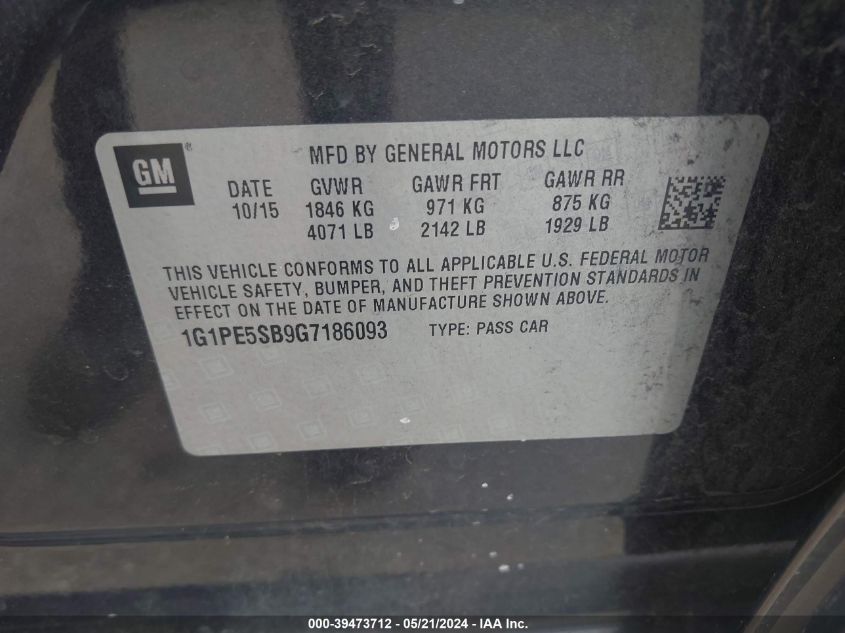 GM ®
MFD BY GENERAL MOTORS LLC
DATE GVWR GAWR FRT GAWR RR
10/15 1846 KG 971 KG 875 KG
4071 LB 2142 LB 1929 LB
THIS VEHICLE CONFORMS TO ALL APPLICABLE U.S. FEDERAL MOTOR
VEHICLE SAFETY, BUMPER, AND THEFT PREVENTION STANDARDS IN
EFFECT ON THE DATE OF MANUFACTURE SHOWN ABOVE.
1G1PE5SB9G7186093 TYPE: PASS CAR
000-39473712 - 05/21/2024 - IAA Inc.